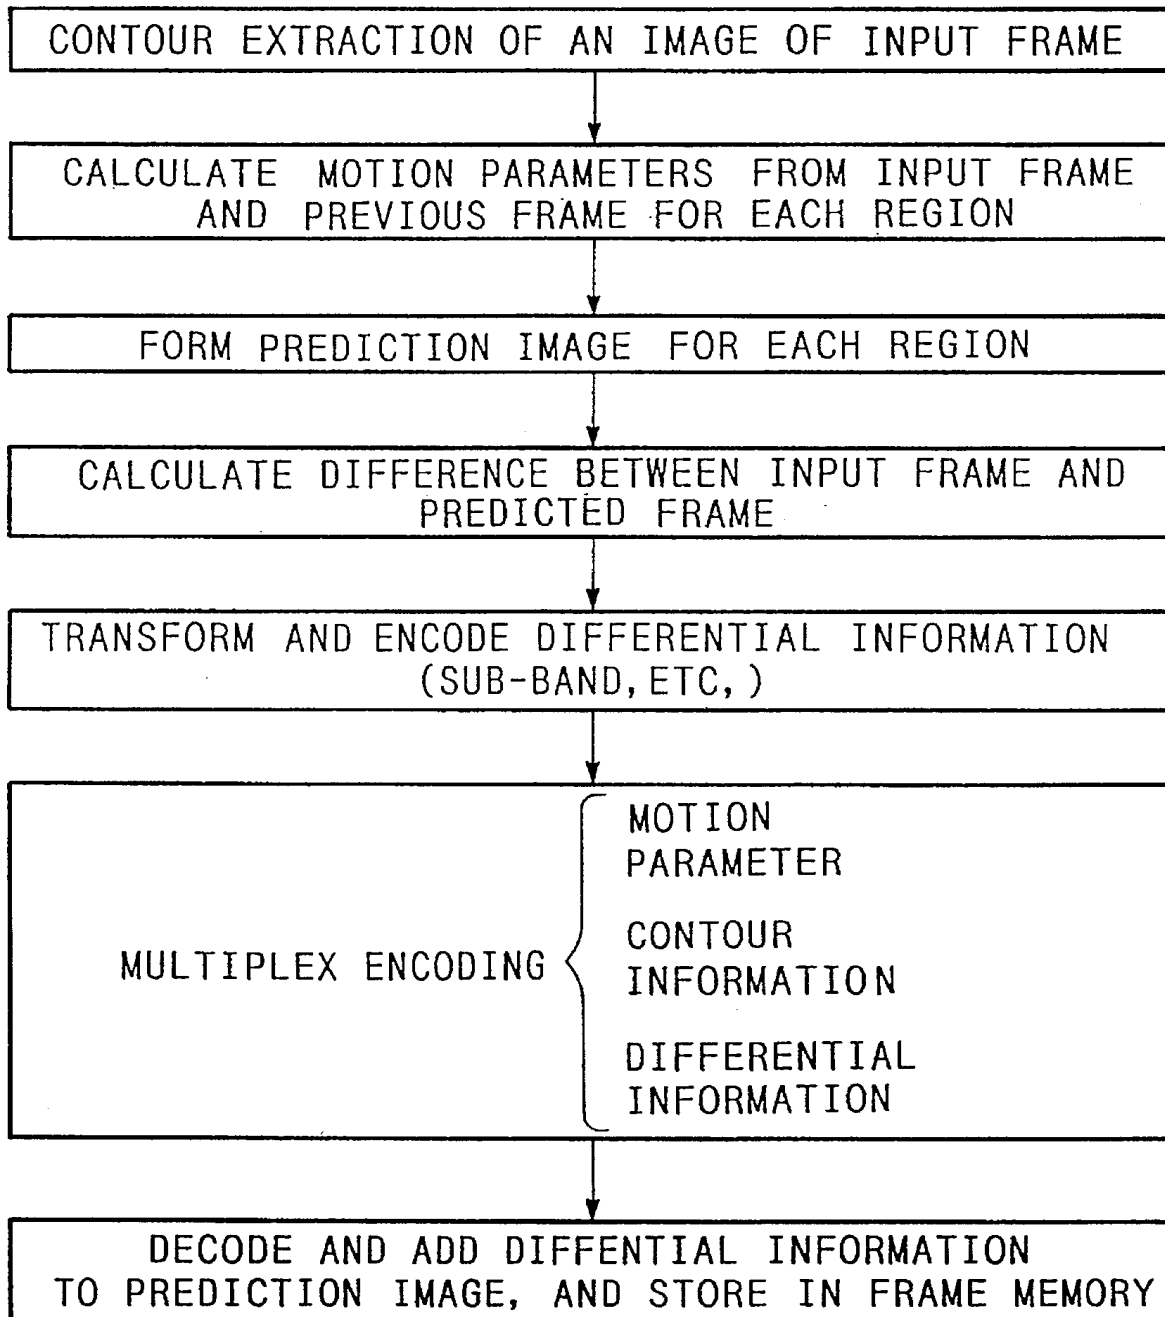 CONTOUR EXTRACTION OF AN IMAGE OF INPUT FRAME
CALCULATE MOTION PARAMETERS FROM INPUT FRAME
AND PREVIOUS FRAME FOR EACH REGION
FORM PREDICTION IMAGE FOR EACH REGION
CALCULATE DIFFERENCE BETWEEN INPUT FRAME AND
PREDICTED FRAME
TRANSFORM AND ENCODE DIFFERENTIAL INFORMATION
(SUB-BAND, ETC, )
MULTIPLEX ENCODING
MOTION
PARAMETER
CONTOUR
INFORMATION
DIFFERENTIAL
INFORMATION
DECODE AND ADD DIFFENTIAL INFORMATION
TO PREDICTION IMAGE, AND STORE IN FRAME MEMORY